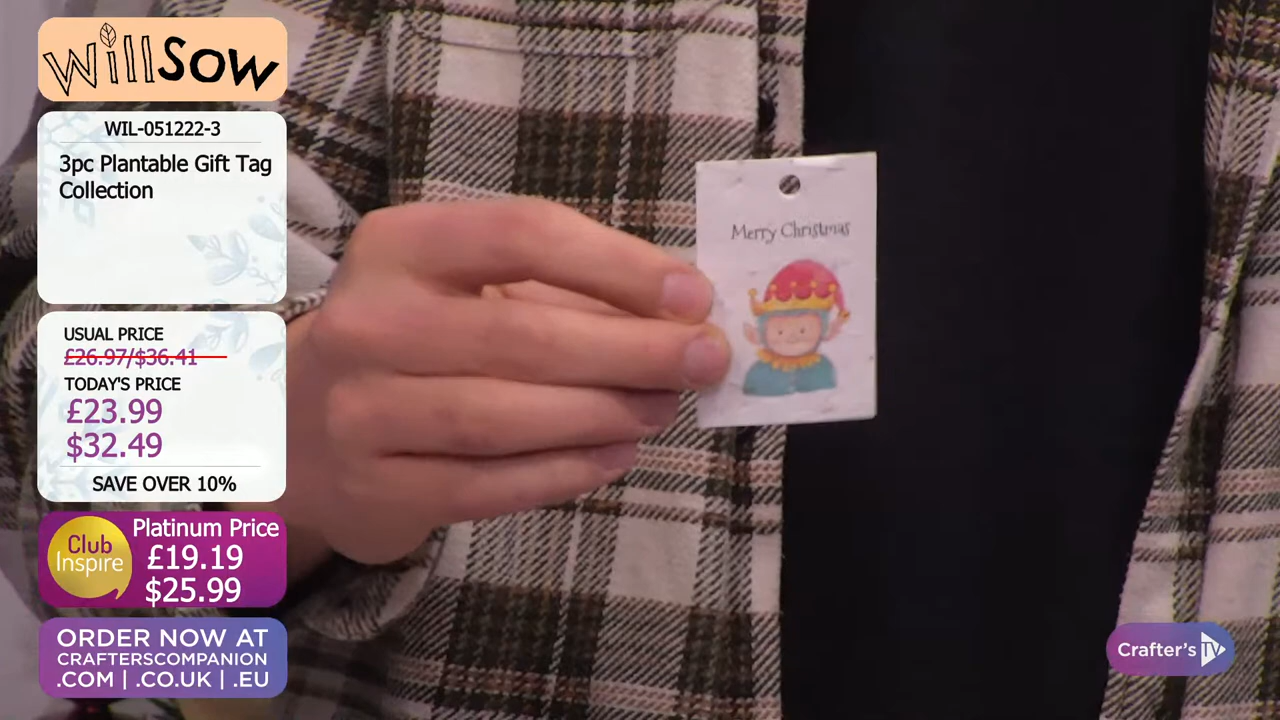 willsow
WIL-051222-3
3pc Plantable Gift Tag
Collection
USUAL PRICE
£26.97/$36.41
TODAY'S PRICE
£23.99
$32.49
SAVE OVER 10%
Club
Inspire
Platinum Price
£19.19
$25.99
ORDER NOW AT
CRAFTERSCOMPANION
.COM | .CO.UK | .EU
Merry Christmas
Crafter's TV